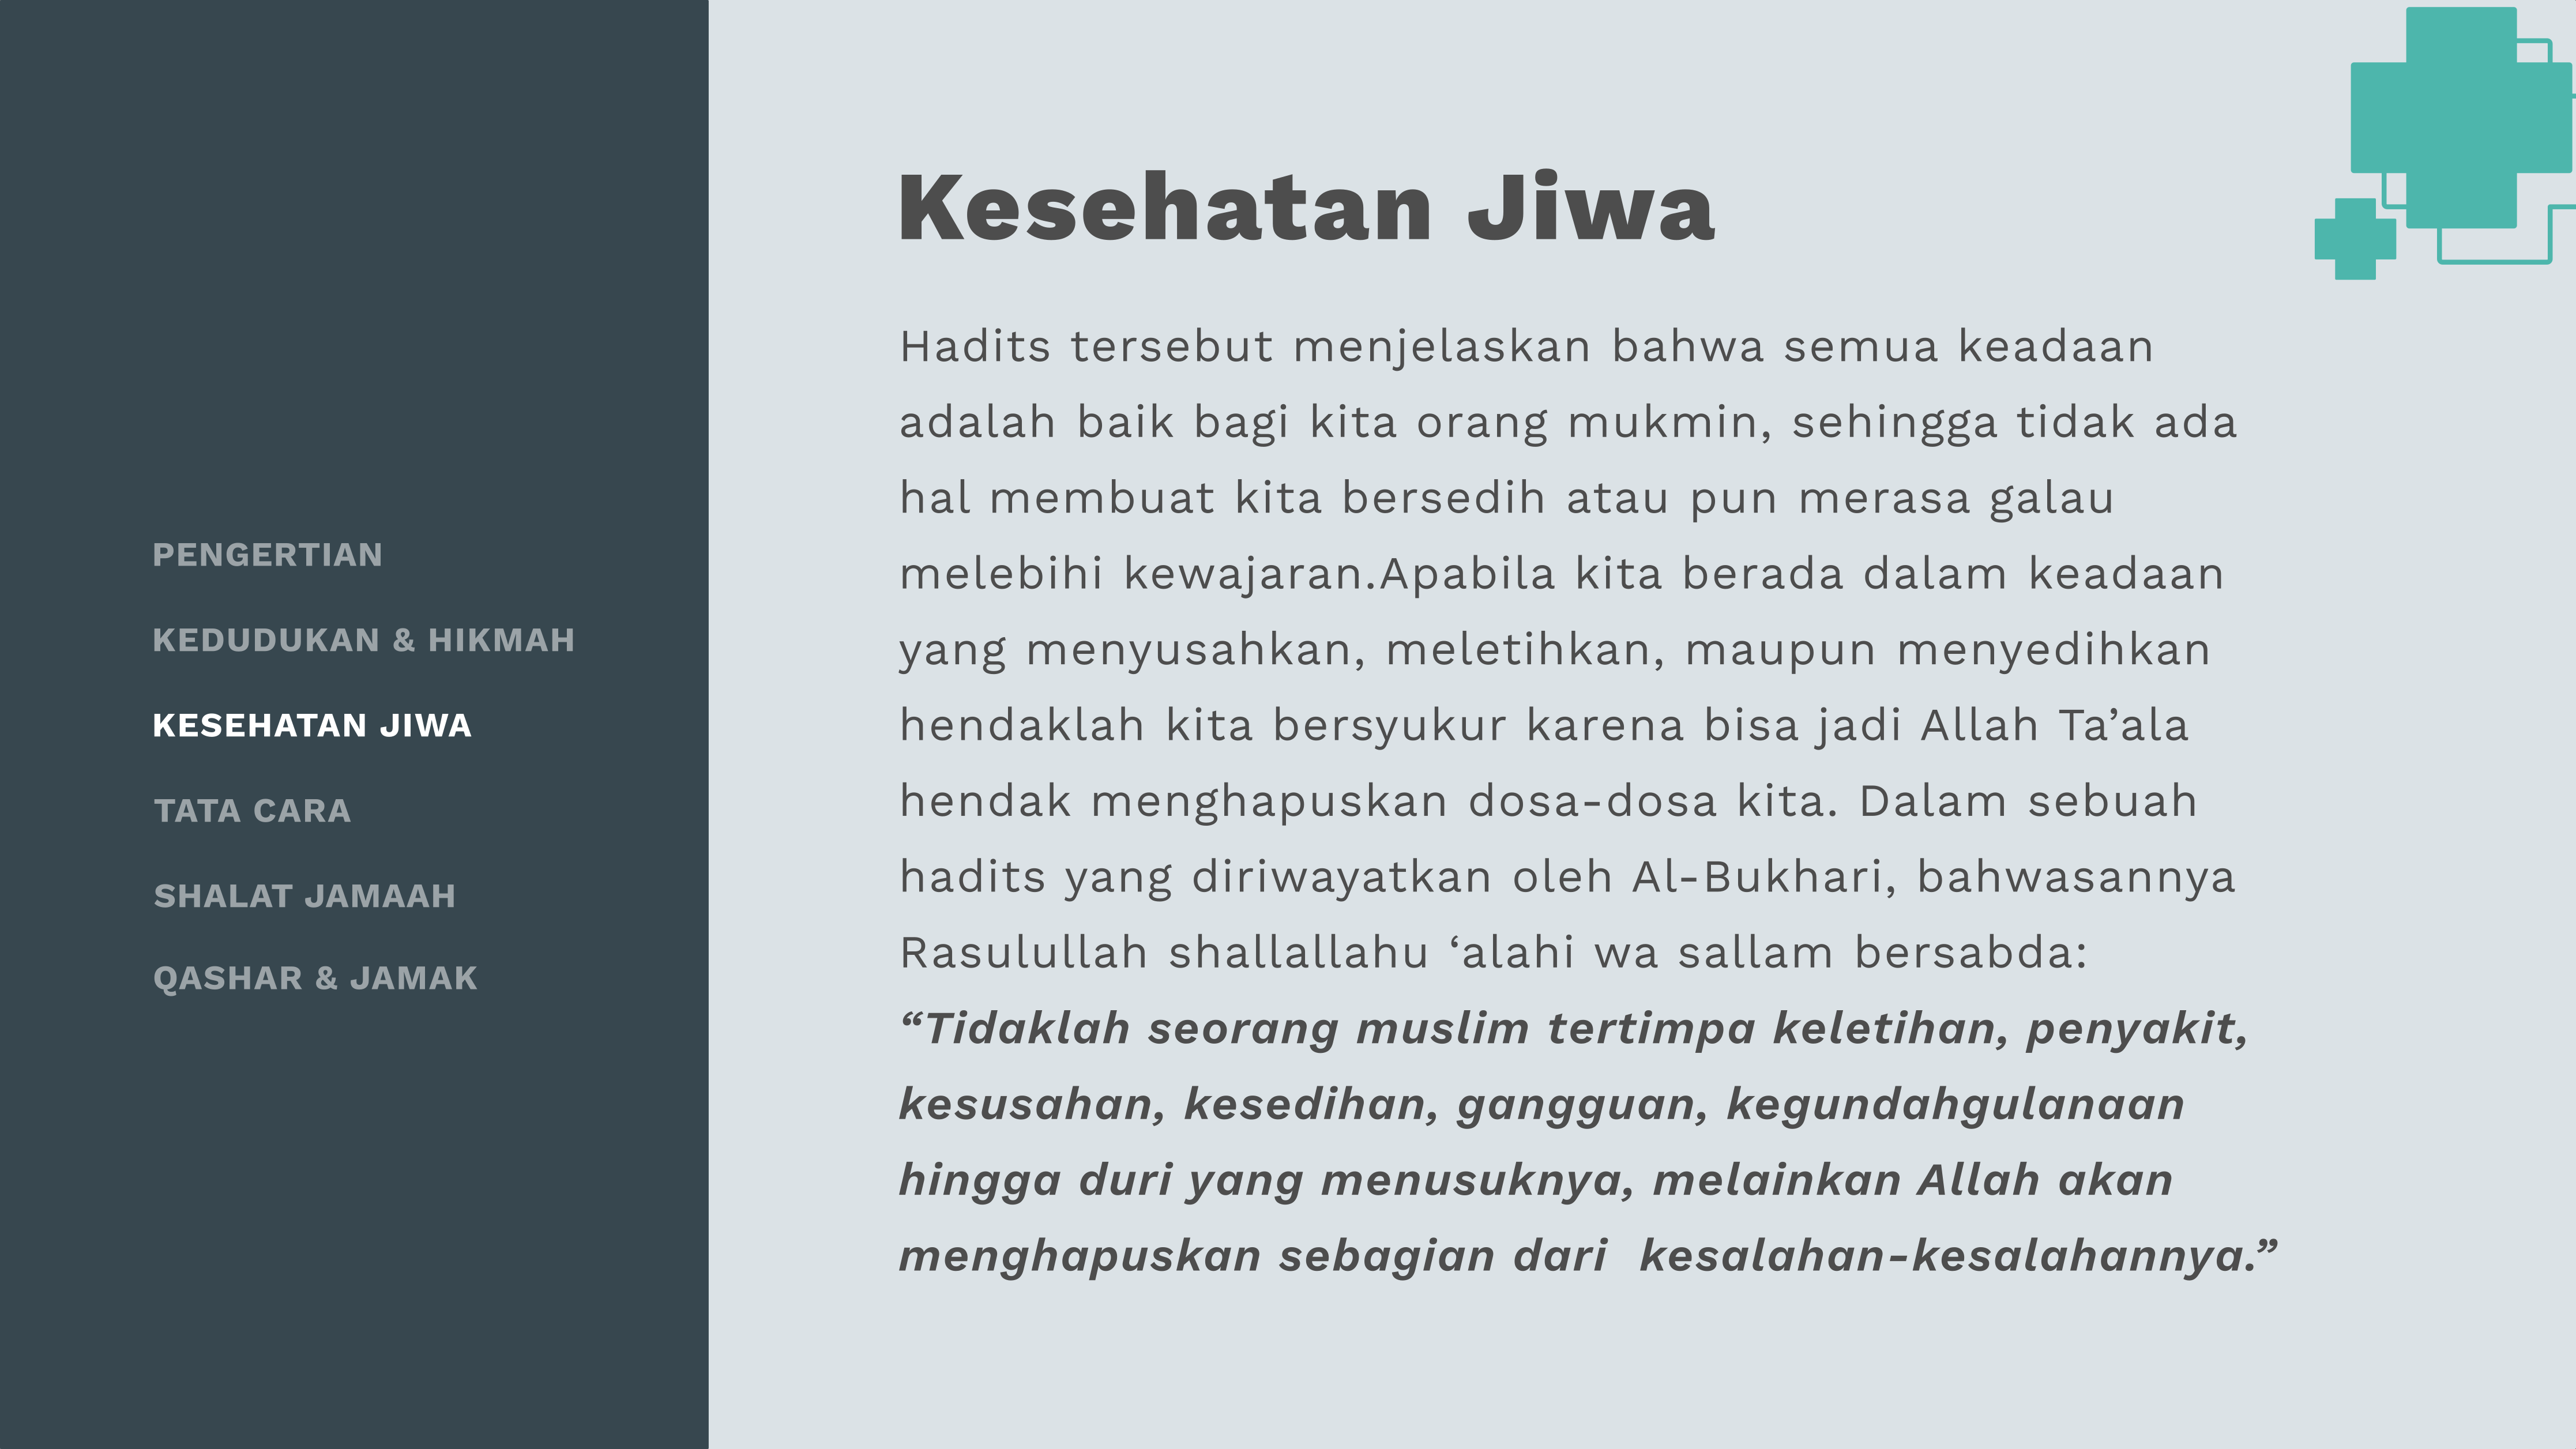 PENGERTIAN
KEDUDUKAN & HIKMAH
KESEHATAN JIWA
TATA CARA
SHALAT JAMAAH
QASHAR & JAMAK
Kesehatan Jiwa
Hadits tersebut menjelaskan bahwa semua keadaan
adalah baik bagi kita orang mukmin, sehingga tidak ada
hal membuat kita bersedih atau pun merasa galau
melebihi kewajaran.Apabila kita berada dalam keadaan
yang menyusahkan, meletihkan, maupun menyedihkan
hendaklah kita bersyukur karena bisa jadi Allah Ta’ala
hendak menghapuskan dosa-dosa kita. Dalam sebuah
hadits yang diriwayatkan oleh Al-Bukhari, bahwasannya
Rasulullah shallallahu ‘alahi wa sallam bersabda:
“Tidaklah seorang muslim tertimpa keletihan, penyakit,
kesusahan, kesedihan, gangguan, kegundahgulanaan
hingga duri yang menusuknya, melainkan Allah akan
menghapuskan sebagian dari  kesalahan-kesalahannya.”